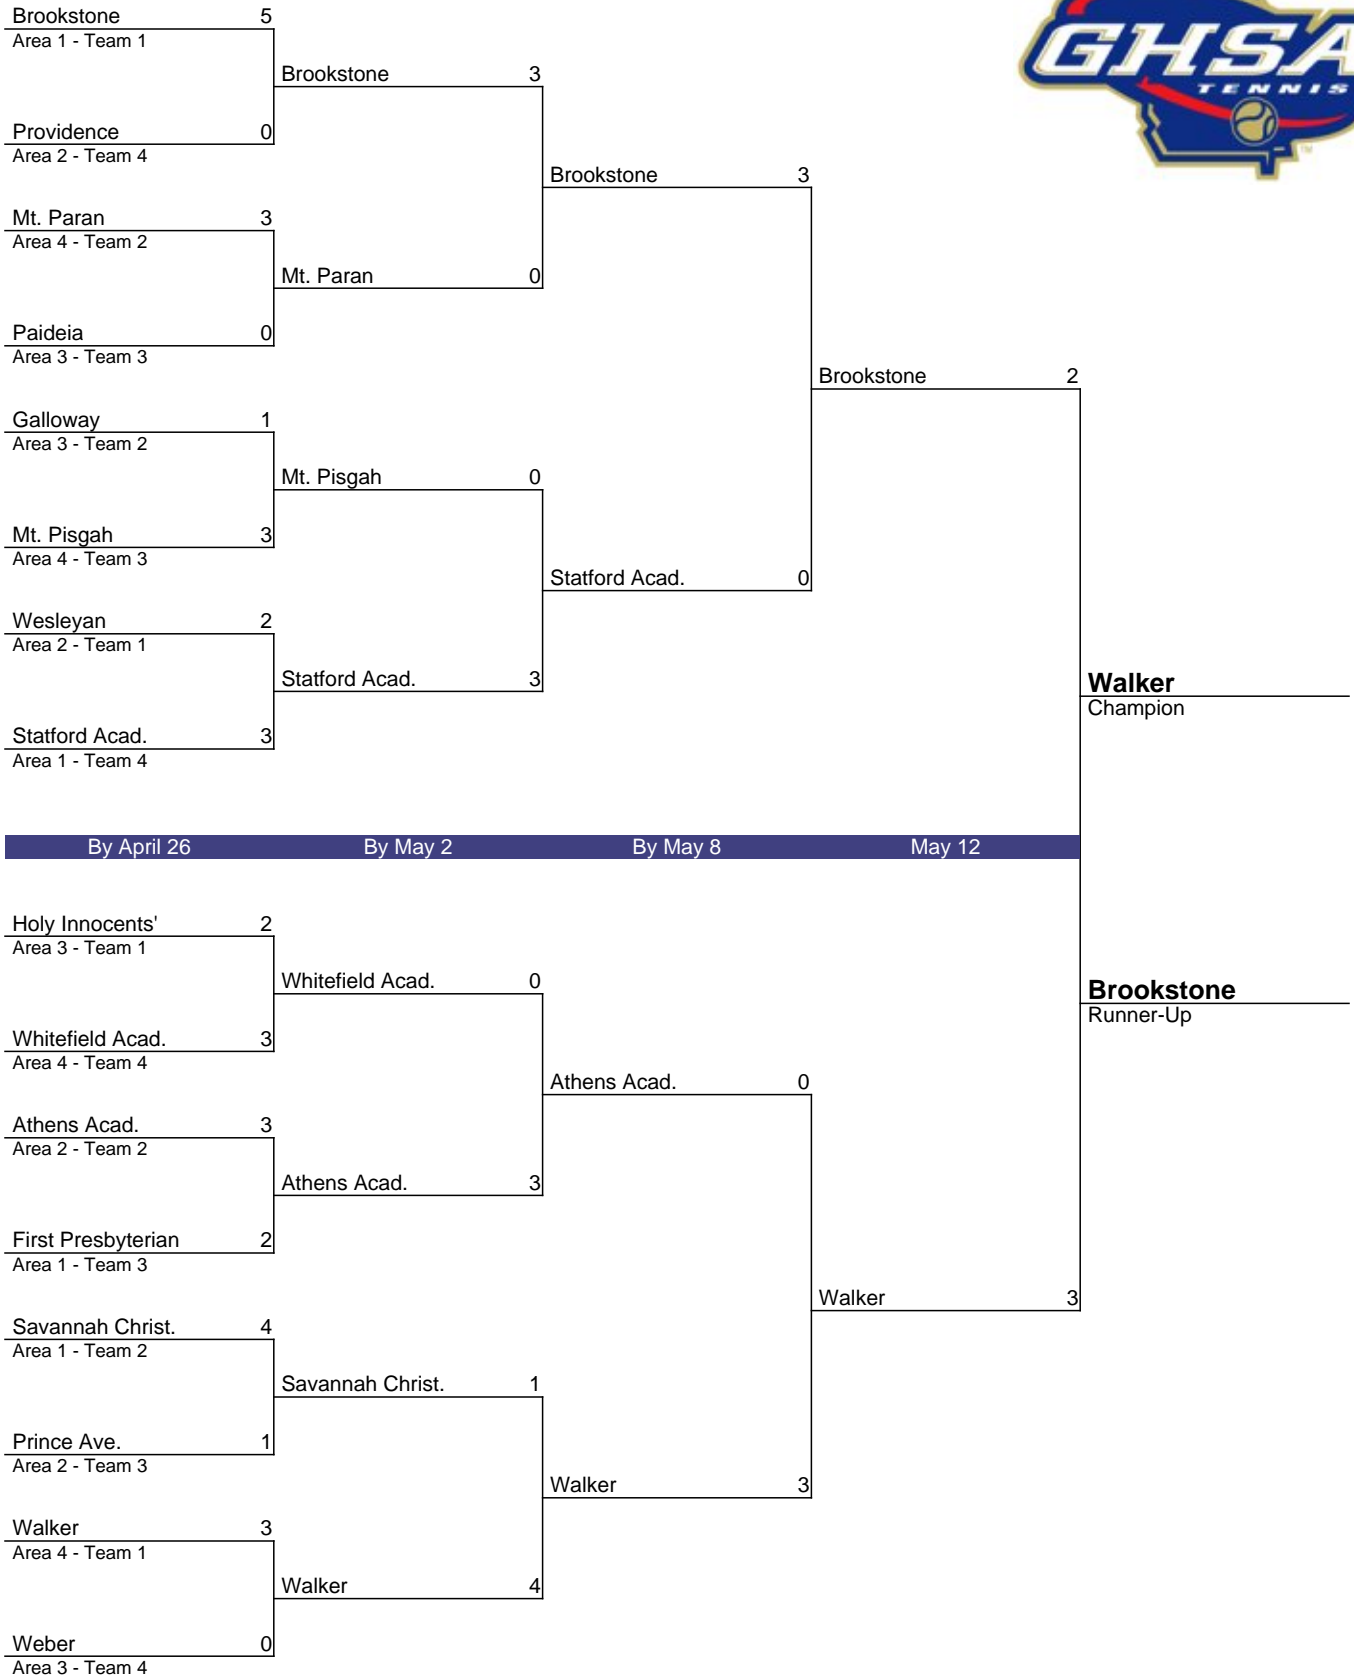 GHSA
TENNIS
TM
Brookstone 5
Area 1 - Team 1
Brookstone 3
Providence 0
Area 2 - Team 4
Brookstone 3
Mt. Paran 3
Area 4 - Team 2
Mt. Paran 0
Paideia 0
Area 3 - Team 3
Brookstone 2
Galloway 1
Area 3 - Team 2
Mt. Pisgah 0
Mt. Pisgah 3
Area 4 - Team 3
Statford Acad. 0
Wesleyan 2
Area 2 - Team 1
Statford Acad. 3
Walker
Champion
Statford Acad. 3
Area 1 - Team 4
By April 26 By May 2 By May 8 May 12
Holy Innocents' 2
Area 3 - Team 1
Whitefield Acad. 0
Brookstone
Runner-Up
Whitefield Acad. 3
Area 4 - Team 4
Athens Acad. 0
Athens Acad. 3
Area 2 - Team 2
Athens Acad. 3
First Presbyterian 2
Area 1 - Team 3
Walker 3
Savannah Christ. 4
Area 1 - Team 2
Savannah Christ. 1
Prince Ave. 1
Area 2 - Team 3
Walker 3
Walker 3
Area 4 - Team 1
Walker 4
Weber 0
Area 3 - Team 4